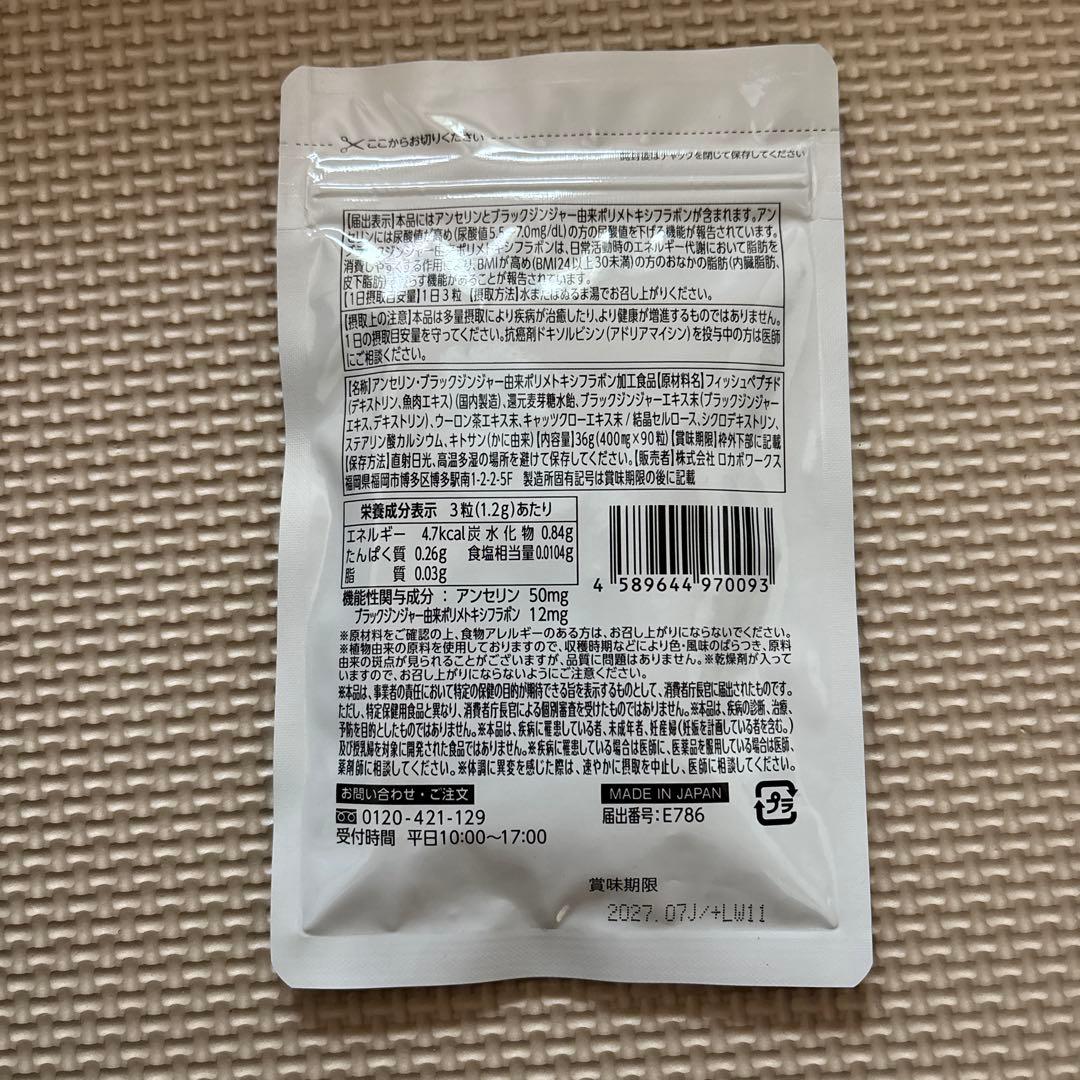 ここからお切りください
開封後はチャックを閉じて保存してください
【届出表示】本品にはアンセリンとブラックジンジャー由来ポリメトキシフラボンが含まれます。アン
セリンには尿酸値が高め(尿酸値5.5～7.0mg/dL)の方の尿酸値を下げる機能が報告されています。
ブラックジンジャー由来ポリメトキシフラボンは、日常活動時のエネルギー代謝において脂肪を
消費しやすくする作用により、BMIが高め(BMI24以上30未満)の方のおなかの脂肪(内臓脂肪、
皮下脂肪)を減らす機能があることが報告されています。
【1日摂取目安量】1日3粒 【摂取方法】水またはぬるま湯でお召し上がりください。
【摂取上の注意】本品は多量摂取により疾病が治癒したり、より健康が増進するものではありません。
1日の摂取目安量を守ってください。抗癌剤ドキソルビシン(アドリアマイシン)を投与中の方は医師
にご相談ください。
【名称】アンセリン・ブラックジンジャー由来ポリメトキシフラボン加工食品【原材料名】フィッシュペプチド
(デキストリン、魚肉エキス)(国内製造)、還元麦芽糖水飴、ブラックジンジャーエキス末(ブラックジンジャー
エキス、デキストリン)、ウーロン茶エキス末、キャッツクローエキス末 / 結晶セルロース、シクロデキストリン、
ステアリン酸カルシウム、キトサン(かに由来)【内容量】36g(400mg×90粒)【賞味期限】枠外下部に記載
【保存方法】直射日光、高温多湿の場所を避けて保存してください。【販売者】株式会社 ロカボワークス
福岡県福岡市博多区博多駅南1-2-2-5F 製造所固有記号は賞味期限の後に記載
栄養成分表示 3粒(1.2g)あたり
エネルギー 4.7kcal 炭水化物 0.84g
たんぱく質 0.26g 食塩相当量 0.0104g
脂質 0.03g
4 589644 970093
機能性関与成分: アンセリン 50mg
ブラックジンジャー由来ポリメトキシフラボン 12mg
※原材料をご確認の上、食物アレルギーのある方は、お召し上がりにならないでください。
※植物由来の原料を使用しておりますので、収穫時期などにより色・風味のばらつき、原料
由来の斑点が見られることがございますが、品質に問題はありません。※乾燥剤が入って
いますので、お召し上がりにならないようにご注意ください。
※本品は、事業者の責任において特定の保健の目的が期待できる旨を表示するものとして、消費者庁長官に届出されたものです。
ただし、特定保健用食品と異なり、消費者庁長官による個別審査を受けたものではありません。※本品は、疾病の診断、治療、
予防を目的としたものではありません。※本品は、疾病に罹患している者、未成年者、妊産婦(妊娠を計画している者を含む。)
及び授乳婦を対象に開発された食品ではありません。※疾病に罹患している場合は医師に、医薬品を服用している場合は医師、
薬剤師に相談してください。※体調に異変を感じた際は、速やかに摂取を中止し、医師に相談してください。
お問い合わせ・ご注文
0120-421-129
受付時間 平日10:00～17:00
MADE IN JAPAN
届出番号:E786
プラ
賞味期限
2027.07J/+LW11